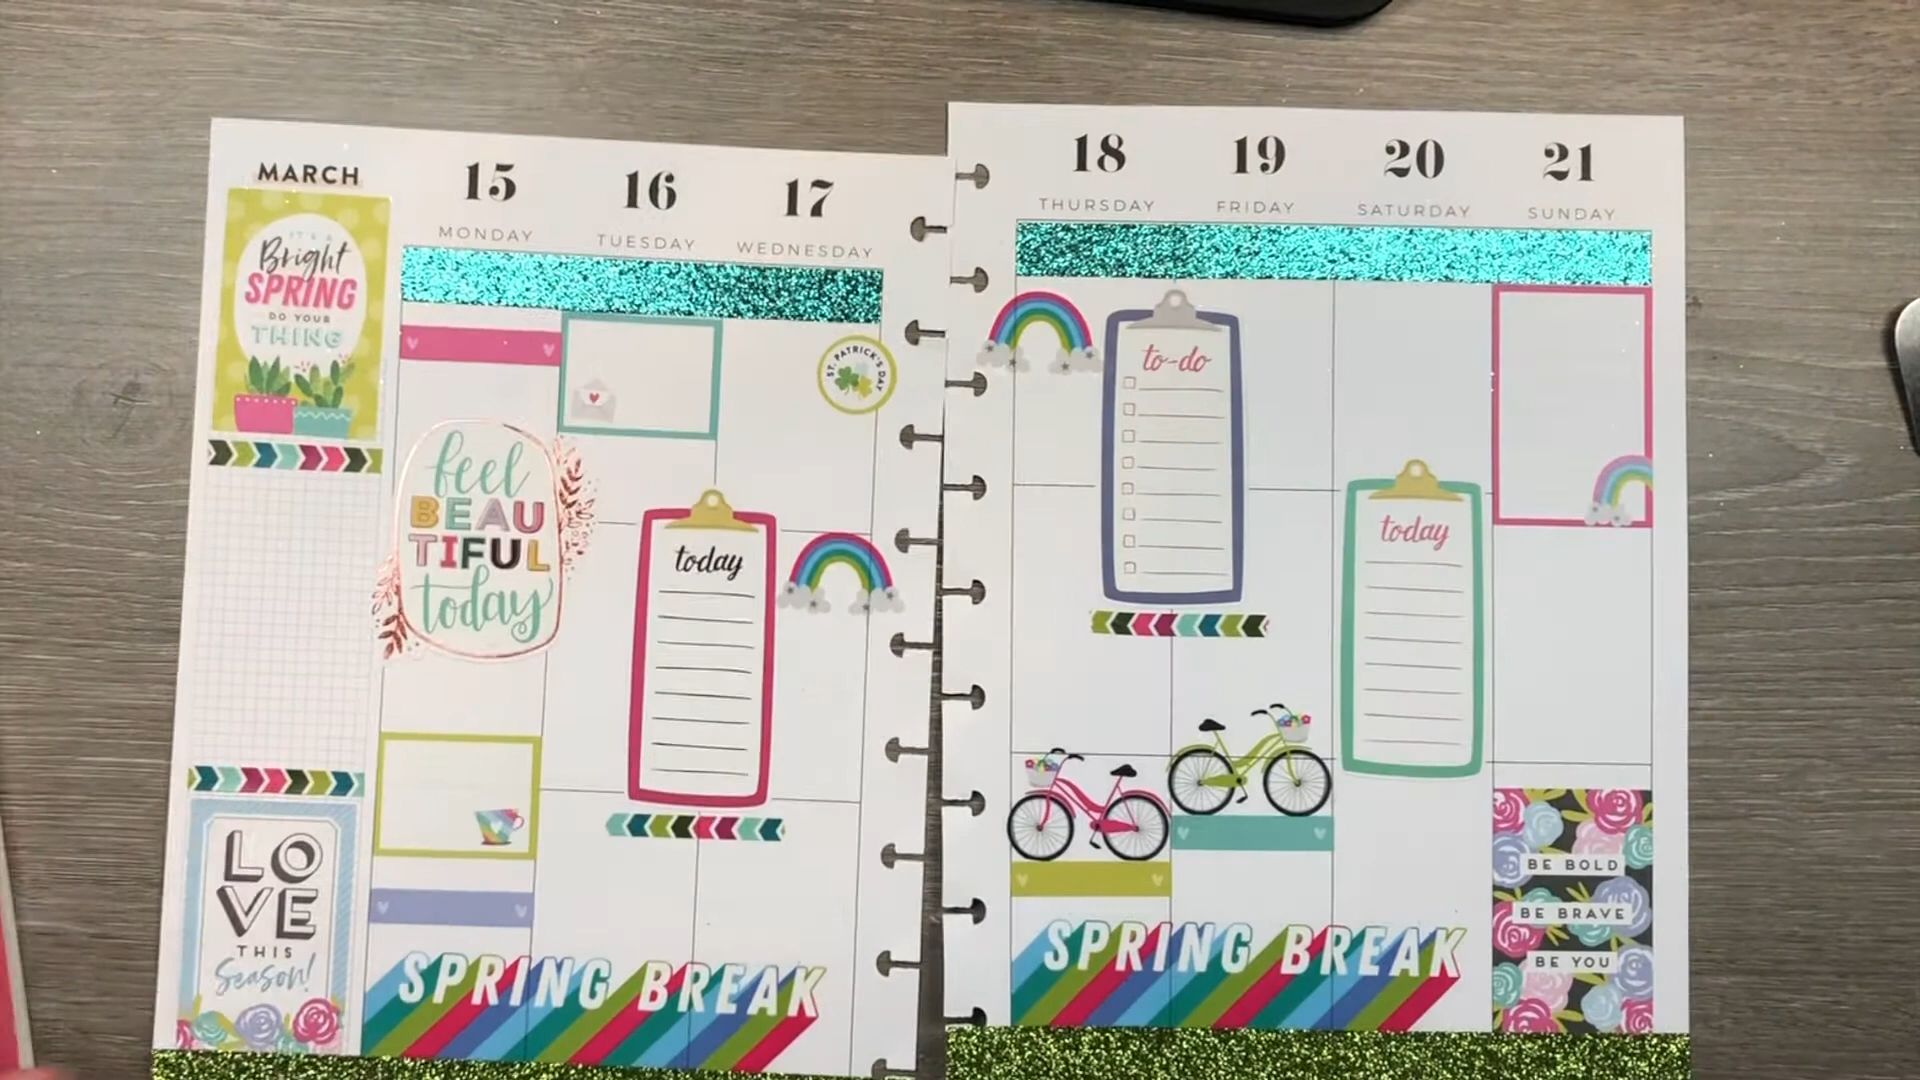 MARCH
15
MONDAY
16
TUESDAY
17
WEDNESDAY
IT'S A
Bright
SPRING
DO YOUR
THING
ST. PATRICK'S DAY
feel
BEAU
TIFUL
today
today
LO
VE
THIS
Season!
SPRING BREAK
18
THURSDAY
19
FRIDAY
20
SATURDAY
21
SUNDAY
to-do
today
BE BOLD
BE BRAVE
BE YOU
SPRING BREAK